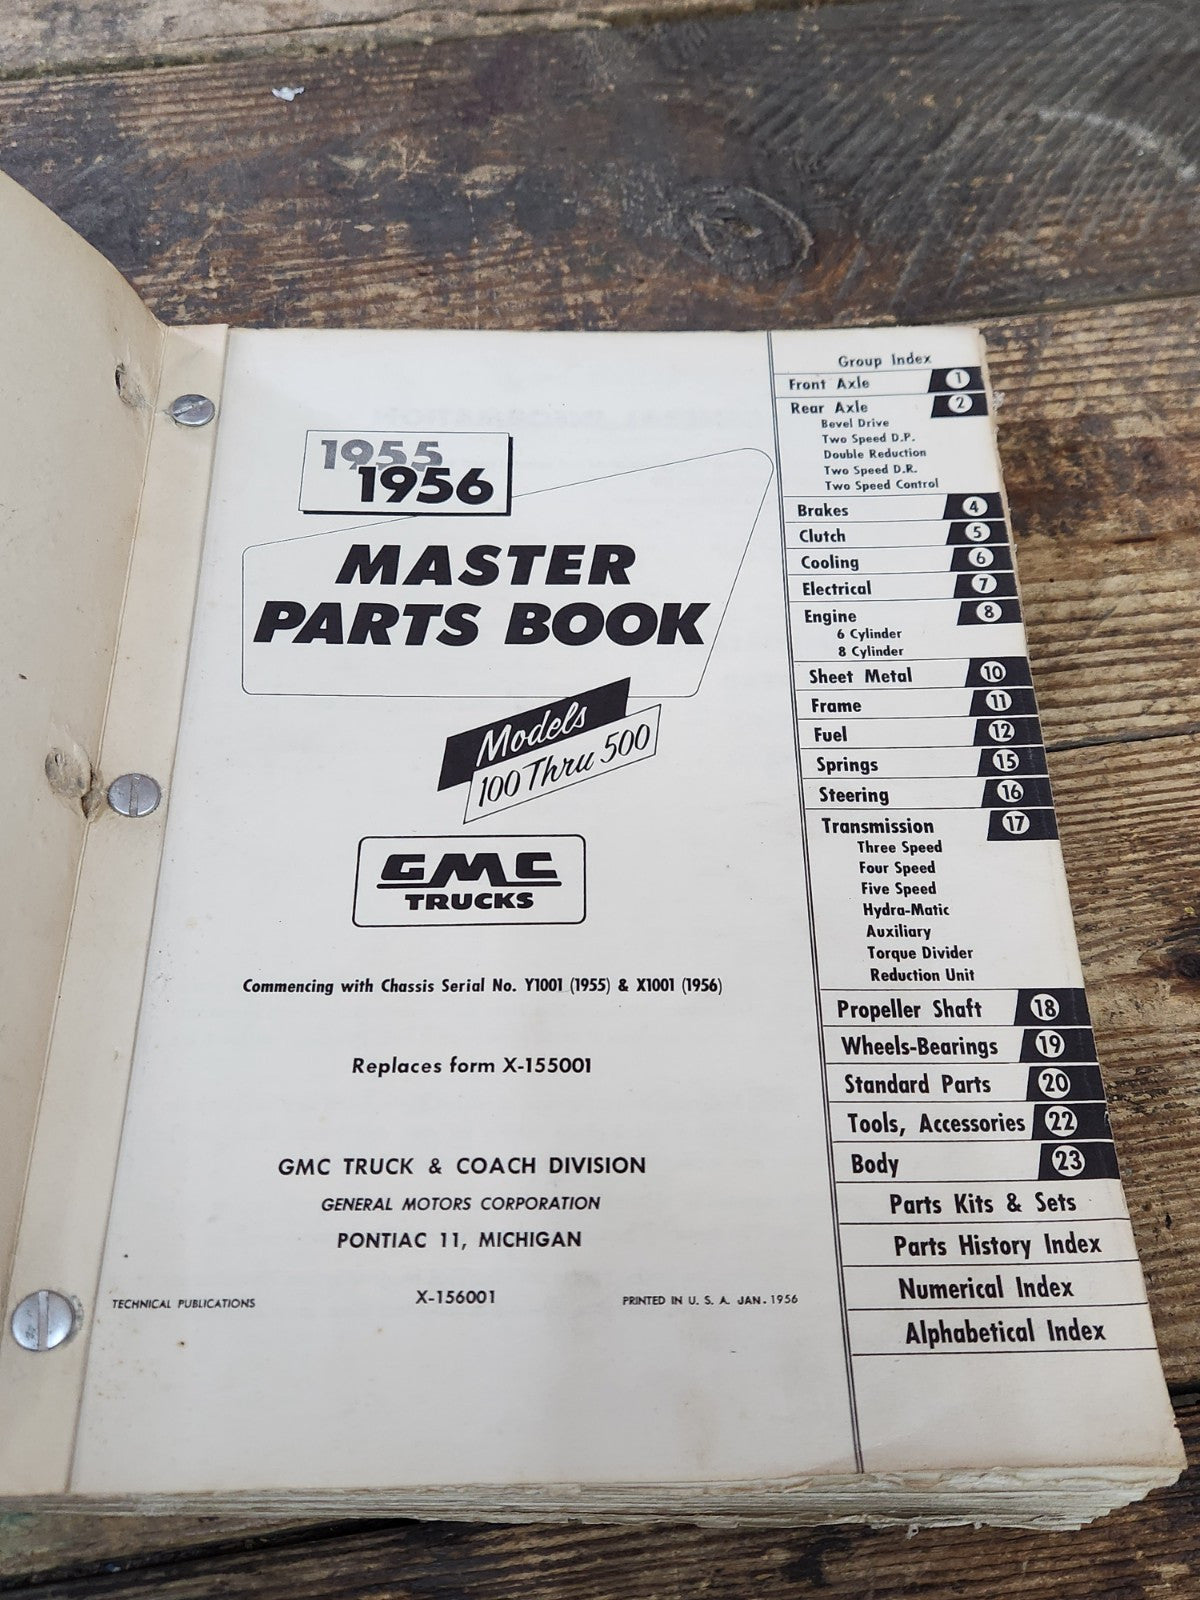 1955
1956
MASTER
PARTS BOOK
Models
100 Thru 500
GMC
TRUCKS
Commencing with Chassis Serial No. Y1001 (1955) & X1001 (1956)
Replaces form X-155001
GMC TRUCK & COACH DIVISION
GENERAL MOTORS CORPORATION
PONTIAC 11, MICHIGAN
TECHNICAL PUBLICATIONS
X-156001
PRINTED IN U. S. A. JAN. 1956
Group Index
Front Axle 1
Rear Axle 2
Bevel Drive
Two Speed D.P.
Double Reduction
Two Speed D.R.
Two Speed Control
Brakes 4
Clutch 5
Cooling 6
Electrical 7
Engine 8
6 Cylinder
8 Cylinder
Sheet Metal 10
Frame 11
Fuel 12
Springs 15
Steering 16
Transmission 17
Three Speed
Four Speed
Five Speed
Hydra-Matic
Auxiliary
Torque Divider
Reduction Unit
Propeller Shaft 18
Wheels-Bearings 19
Standard Parts 20
Tools, Accessories 22
Body 23
Parts Kits & Sets
Parts History Index
Numerical Index
Alphabetical Index